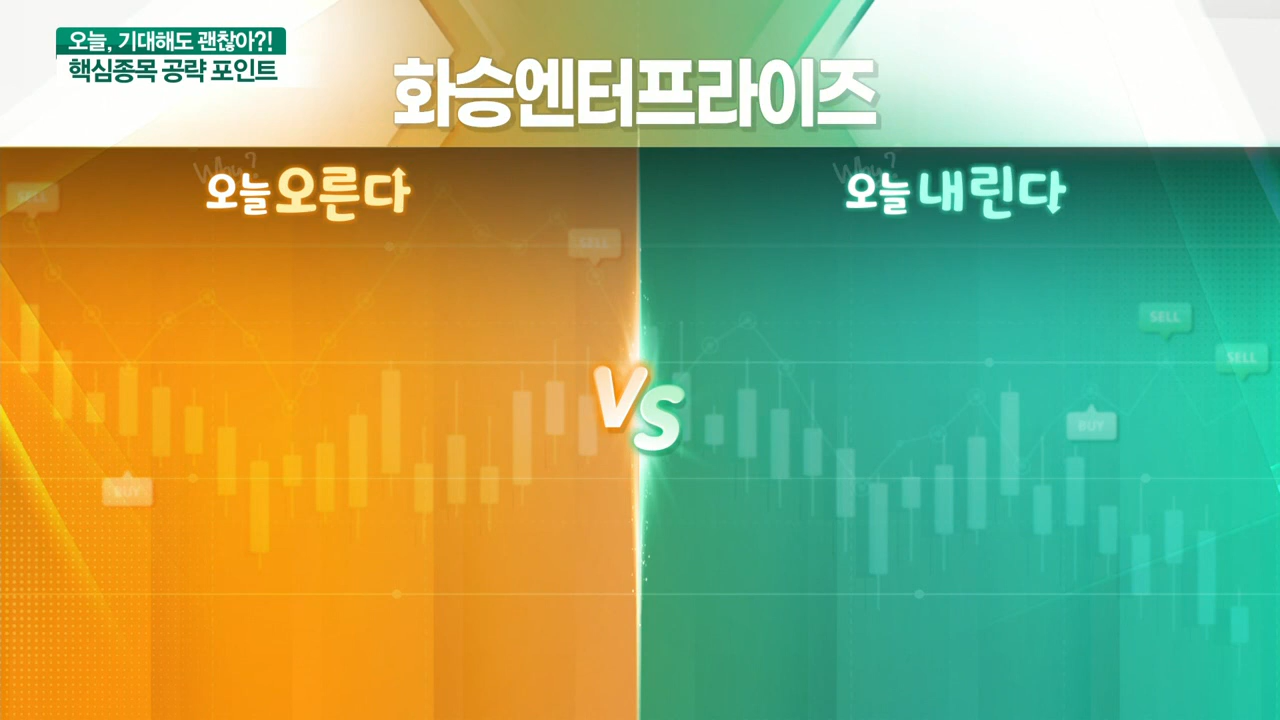 오늘, 기대해도 괜찮아?!
핵심종목 공략 포인트
화승엔터프라이즈
Why?
Why?
오늘 오른다
오늘 내린다
SELL
SELL
SELL
SELL
VS
BUY
BUY